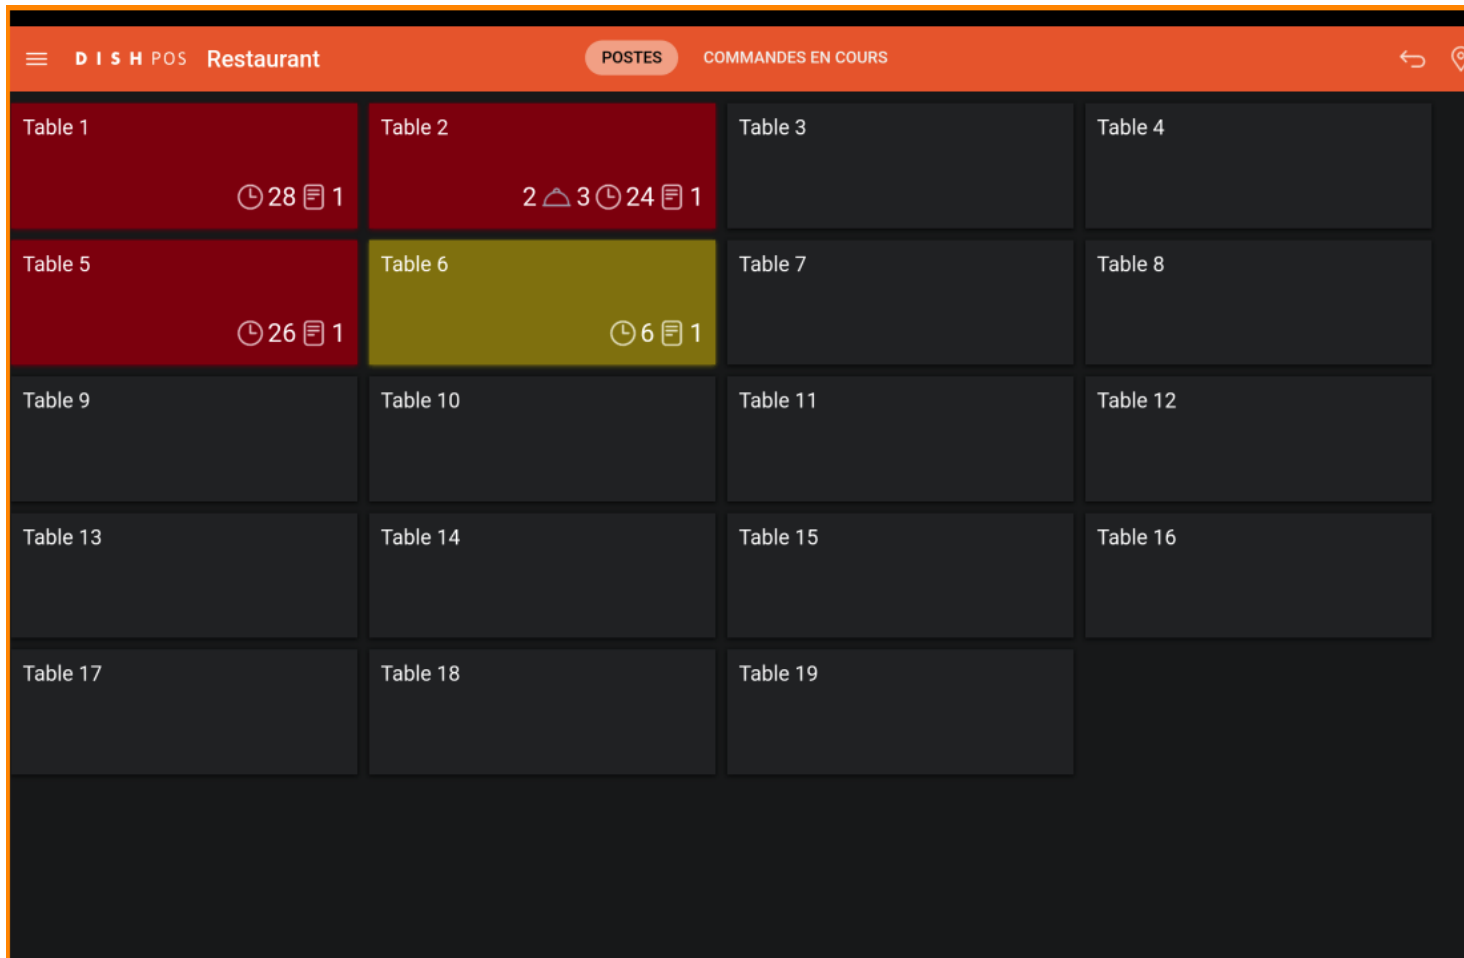 DISH POS Restaurant POSTES COMMANDES EN COURS
Table 1 Table 2 Table 3 Table 4
28 1 2 3 24 1
Table 5 Table 6 Table 7 Table 8
26 1 6 1
Table 9 Table 10 Table 11 Table 12
Table 13 Table 14 Table 15 Table 16
Table 17 Table 18 Table 19